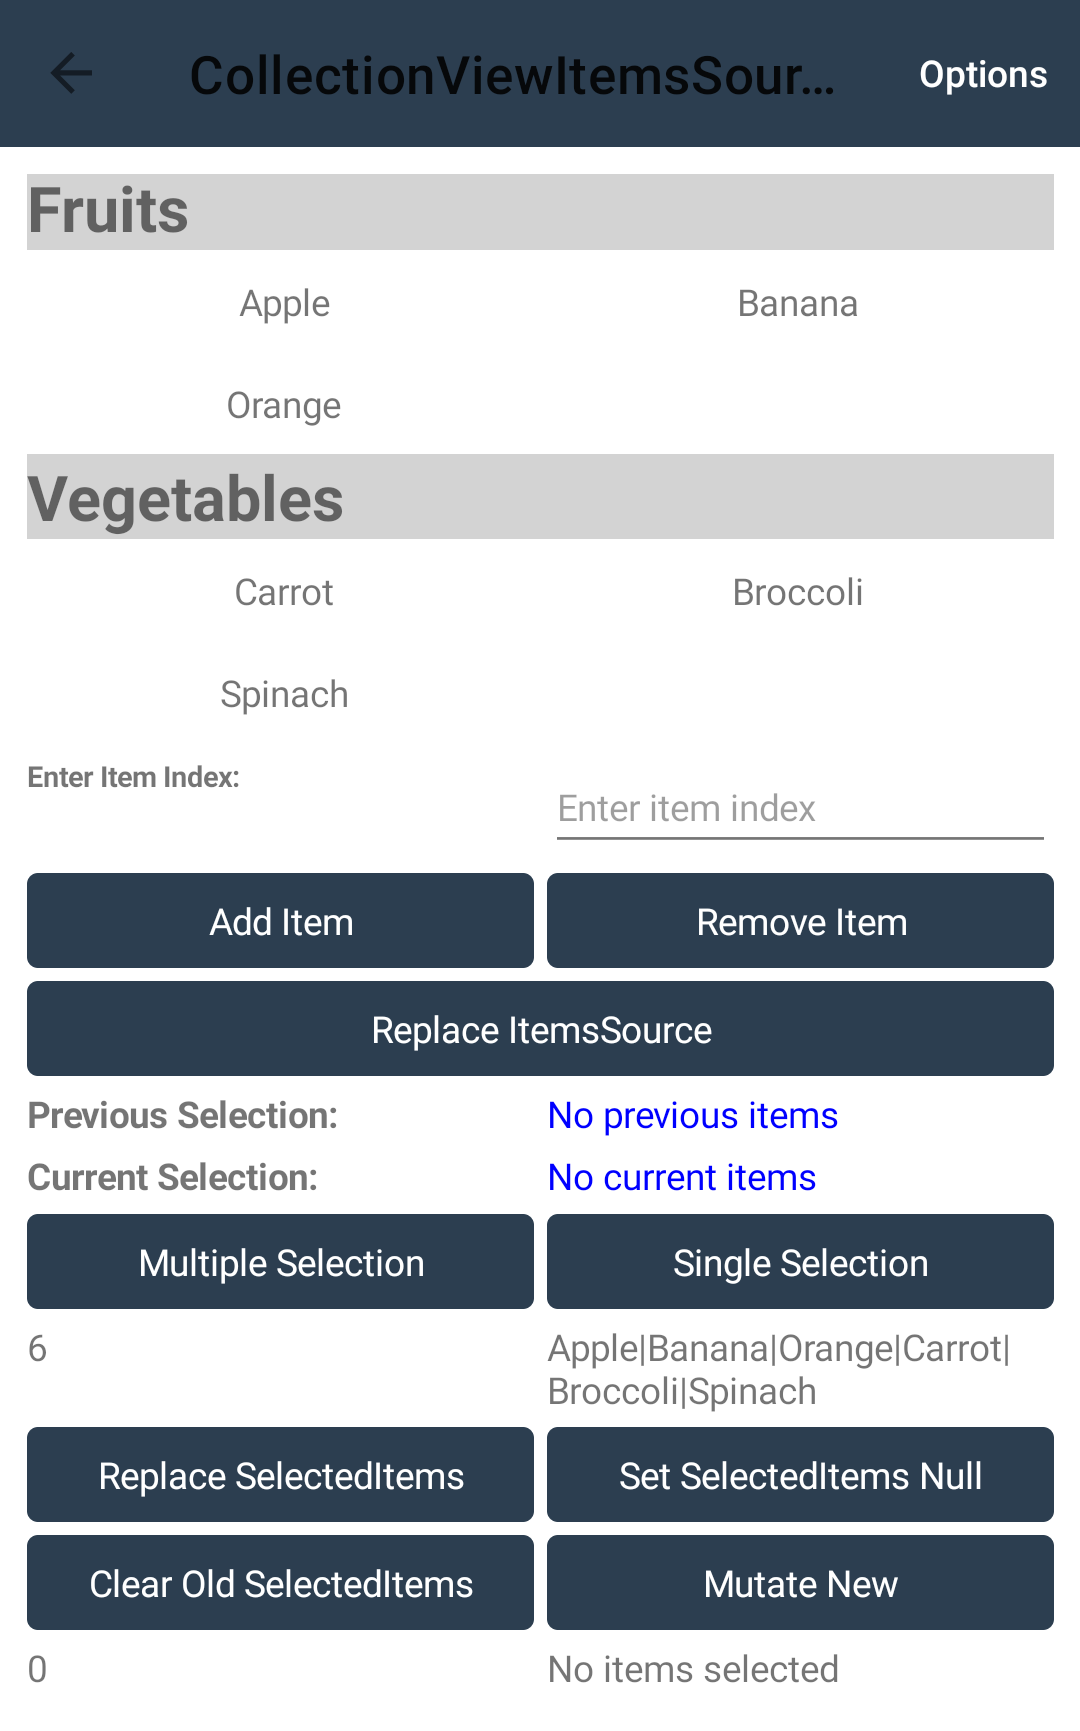 CollectionViewItemsSour...
Options
Fruits
Apple
Banana
Orange
Vegetables
Carrot
Broccoli
Spinach
Enter Item Index:
Enter item index
Add Item
Remove Item
Replace ItemsSource
Previous Selection:
No previous items
Current Selection:
No current items
Multiple Selection
Single Selection
6
Apple|Banana|Orange|Carrot|
Broccoli|Spinach
Replace SelectedItems
Set SelectedItems Null
Clear Old SelectedItems
Mutate New
0
No items selected